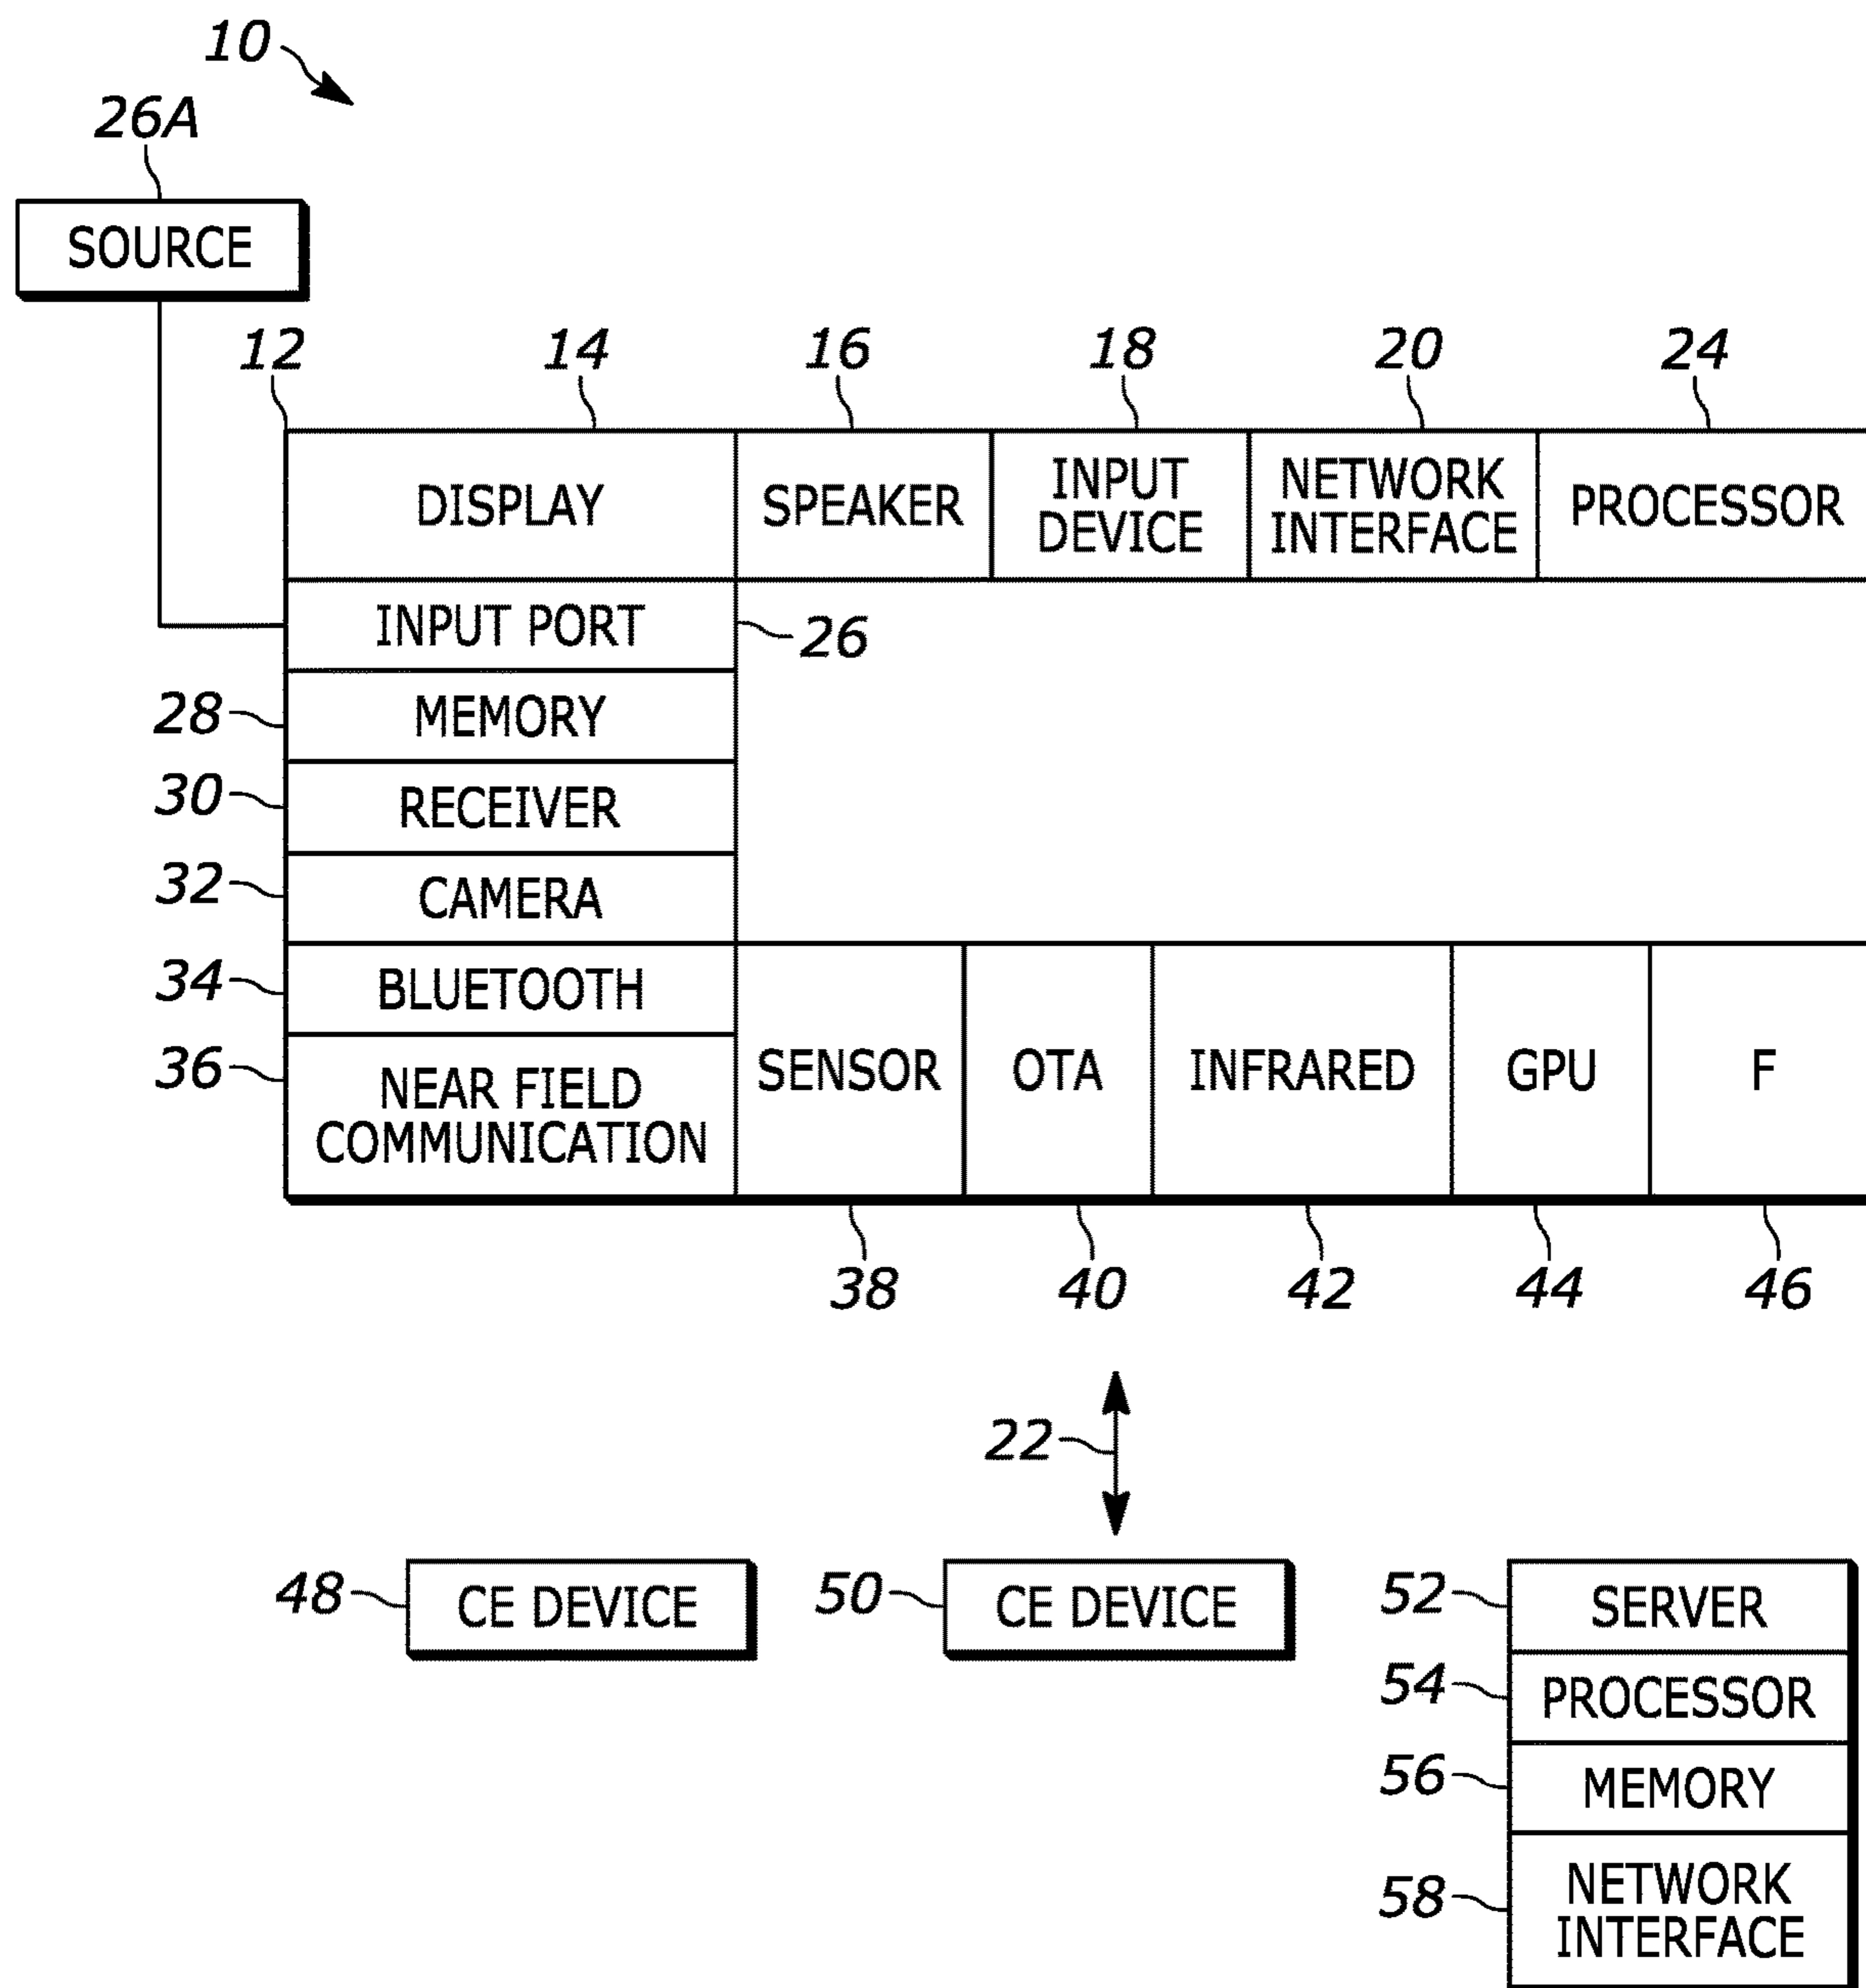 10
26A
SOURCE
12 14 16 18 20 24
DISPLAY
SPEAKER
INPUT
DEVICE
NETWORK
INTERFACE
PROCESSOR
INPUT PORT
26
28
MEMORY
30
RECEIVER
32
CAMERA
34
BLUETOOTH
36
NEAR FIELD
COMMUNICATION
SENSOR
OTA
INFRARED
GPU
F
38 40 42 44 46
22
48
CE DEVICE
50
CE DEVICE
52
SERVER
54
PROCESSOR
56
MEMORY
58
NETWORK
INTERFACE